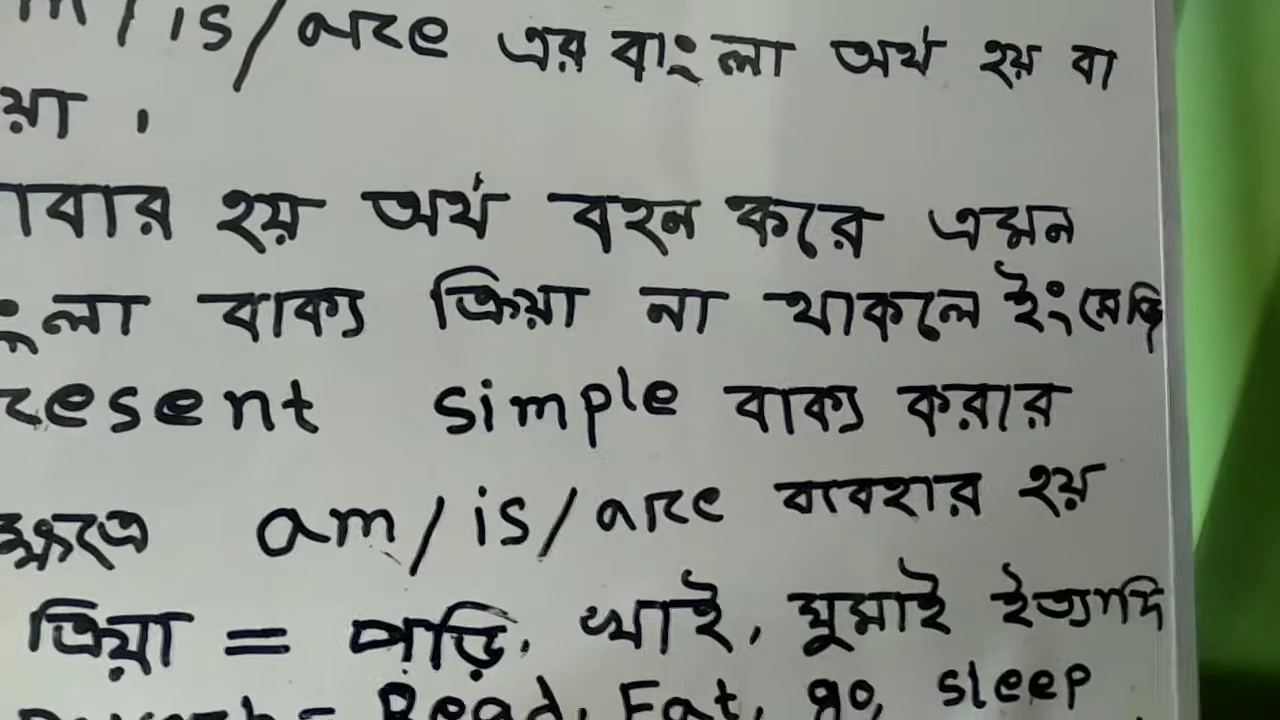 m/is/are এর বাংলা অর্থ হয় বা
য়া ।
াবার হয় অর্থ বহন করে এমন
ংলা বাক্য ক্রিয়া না থাকলে ইংরেজি
resent simple বাক্য করার
ক্ষেত্রে am/is/are ব্যবহার হয়
ক্রিয়া = পড়ি, খাই, ঘুমাই ইত্যাদি
= Read, Eat, go, sleep